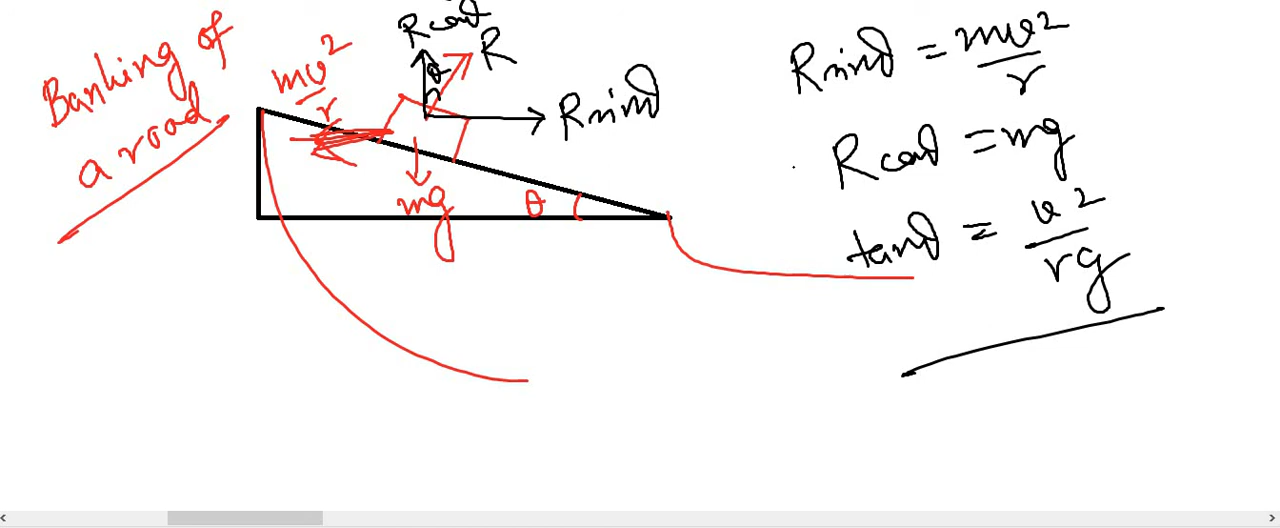 Banking of
a road
mv²/r
R cosθ
θ
R
R sinθ
mg
θ
R sinθ = mv²/r
R cosθ = mg
tanθ = v²/rg